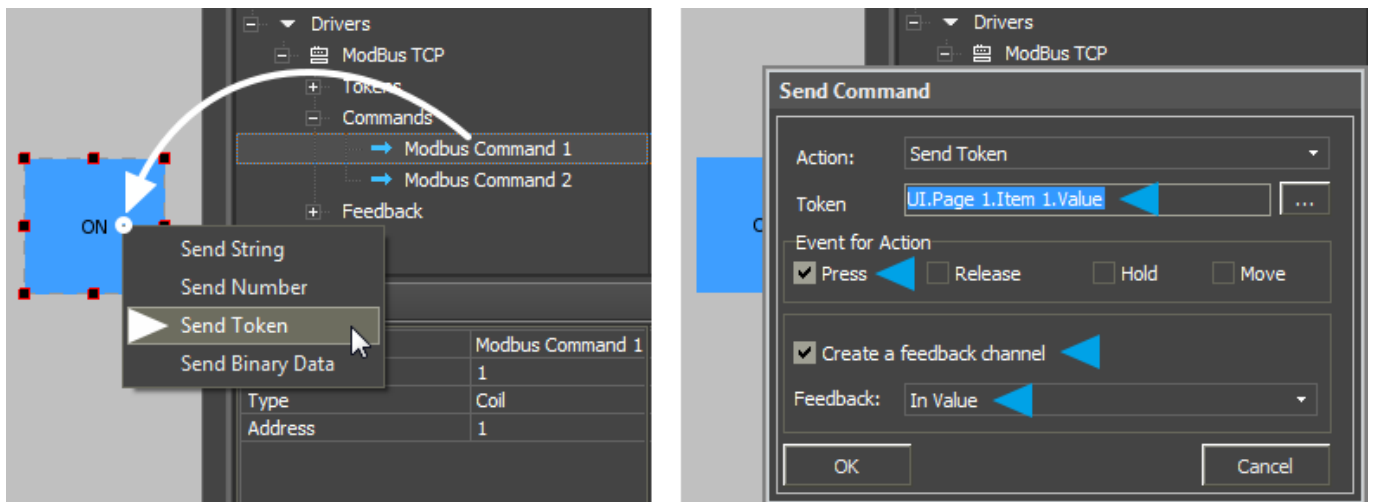 Drivers
ModBus TCP
Tokens
Commands
Modbus Command 1
Modbus Command 2
Feedback
ON
Send String
Send Number
Send Token
Send Binary Data
Modbus Command 1
1
Type Coil
Address 1
Drivers
ModBus TCP
Send Command
Action: Send Token
Token UI.Page 1.Item 1.Value ...
Event for Action
Press Release Hold Move
Create a feedback channel
Feedback: In Value
OK Cancel